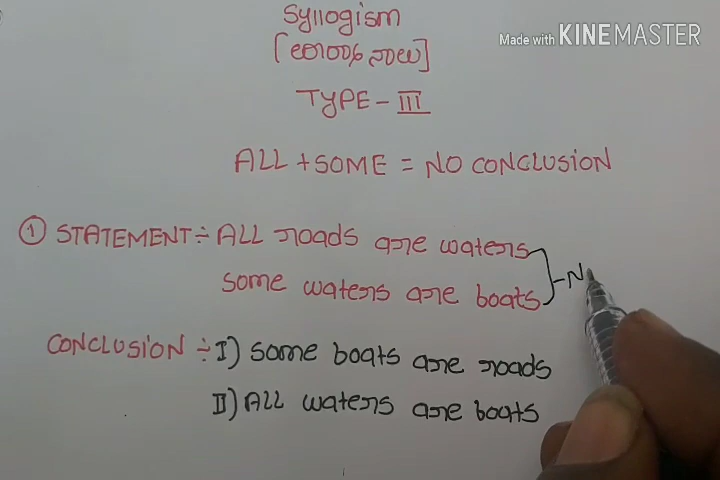 Made with KINEMASTER
Syllogism
TYPE - III
ALL + SOME = NO CONCLUSION
① STATEMENT ÷ ALL roads are waters
some waters are boats
N
CONCLUSION ÷ I) some boats are roads
II) ALL waters are boats